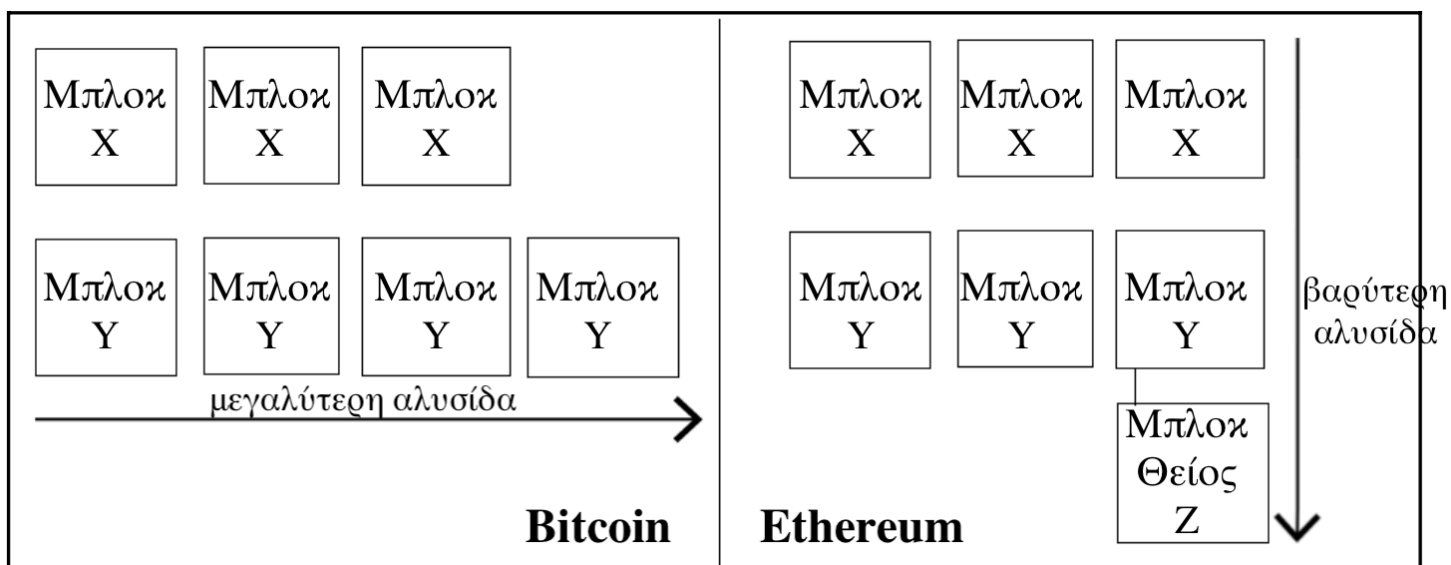 Μπλοκ
X
Μπλοκ
X
Μπλοκ
X
Μπλοκ
Y
Μπλοκ
Y
Μπλοκ
Y
Μπλοκ
Y
μεγαλύτερη αλυσίδα
Bitcoin
Μπλοκ
X
Μπλοκ
X
Μπλοκ
X
Μπλοκ
Y
Μπλοκ
Y
Μπλοκ
Y
βαρύτερη
αλυσίδα
Μπλοκ
Θείος
Z
Ethereum